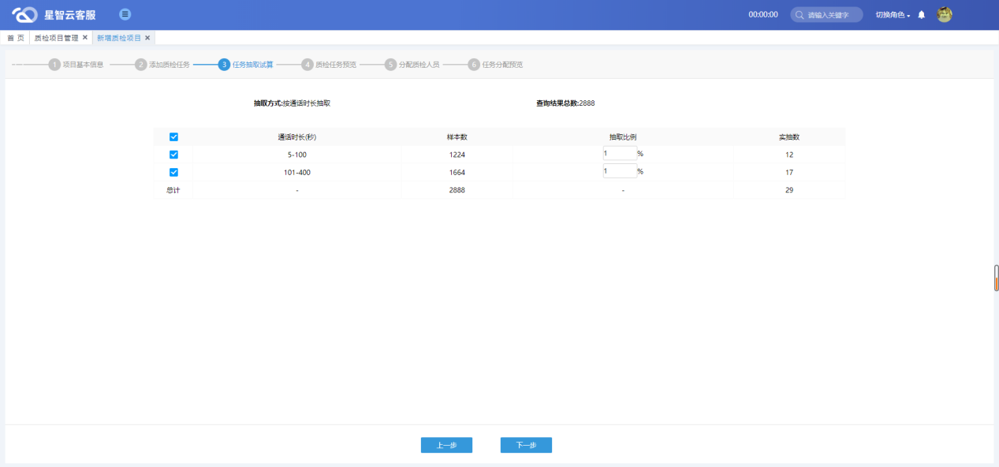 星智云客服 00:00:00 请输入关键字 切换角色
首 页 质检项目管理 × 新增质检项目 ×
1 项目基本信息 2 添加质检任务 3 任务抽取试算 4 质检任务预览 5 分配质检人员 6 任务分配预览
抽取方式:按通话时长抽取 查询结果总数:2888
通话时长(秒) 样本数 抽取比例 实抽数
5-100 1224 1 % 12
101-400 1664 1 % 17
总计 - 2888 - 29
上一步 下一步